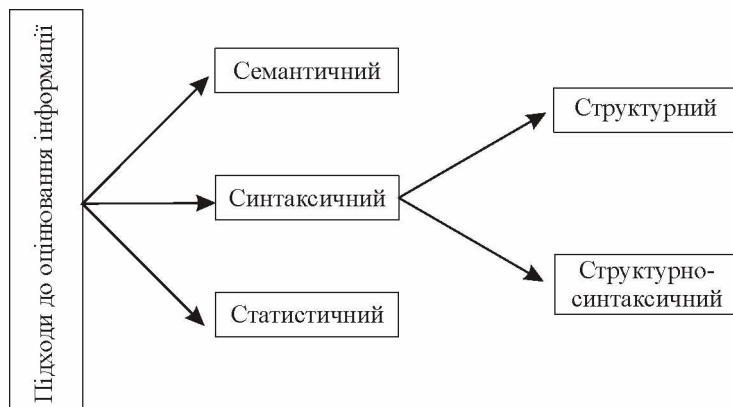 Підходи до оцінювання інформації
Семантичний
Синтаксичний
Статистичний
Структурний
Структурно-
синтаксичний